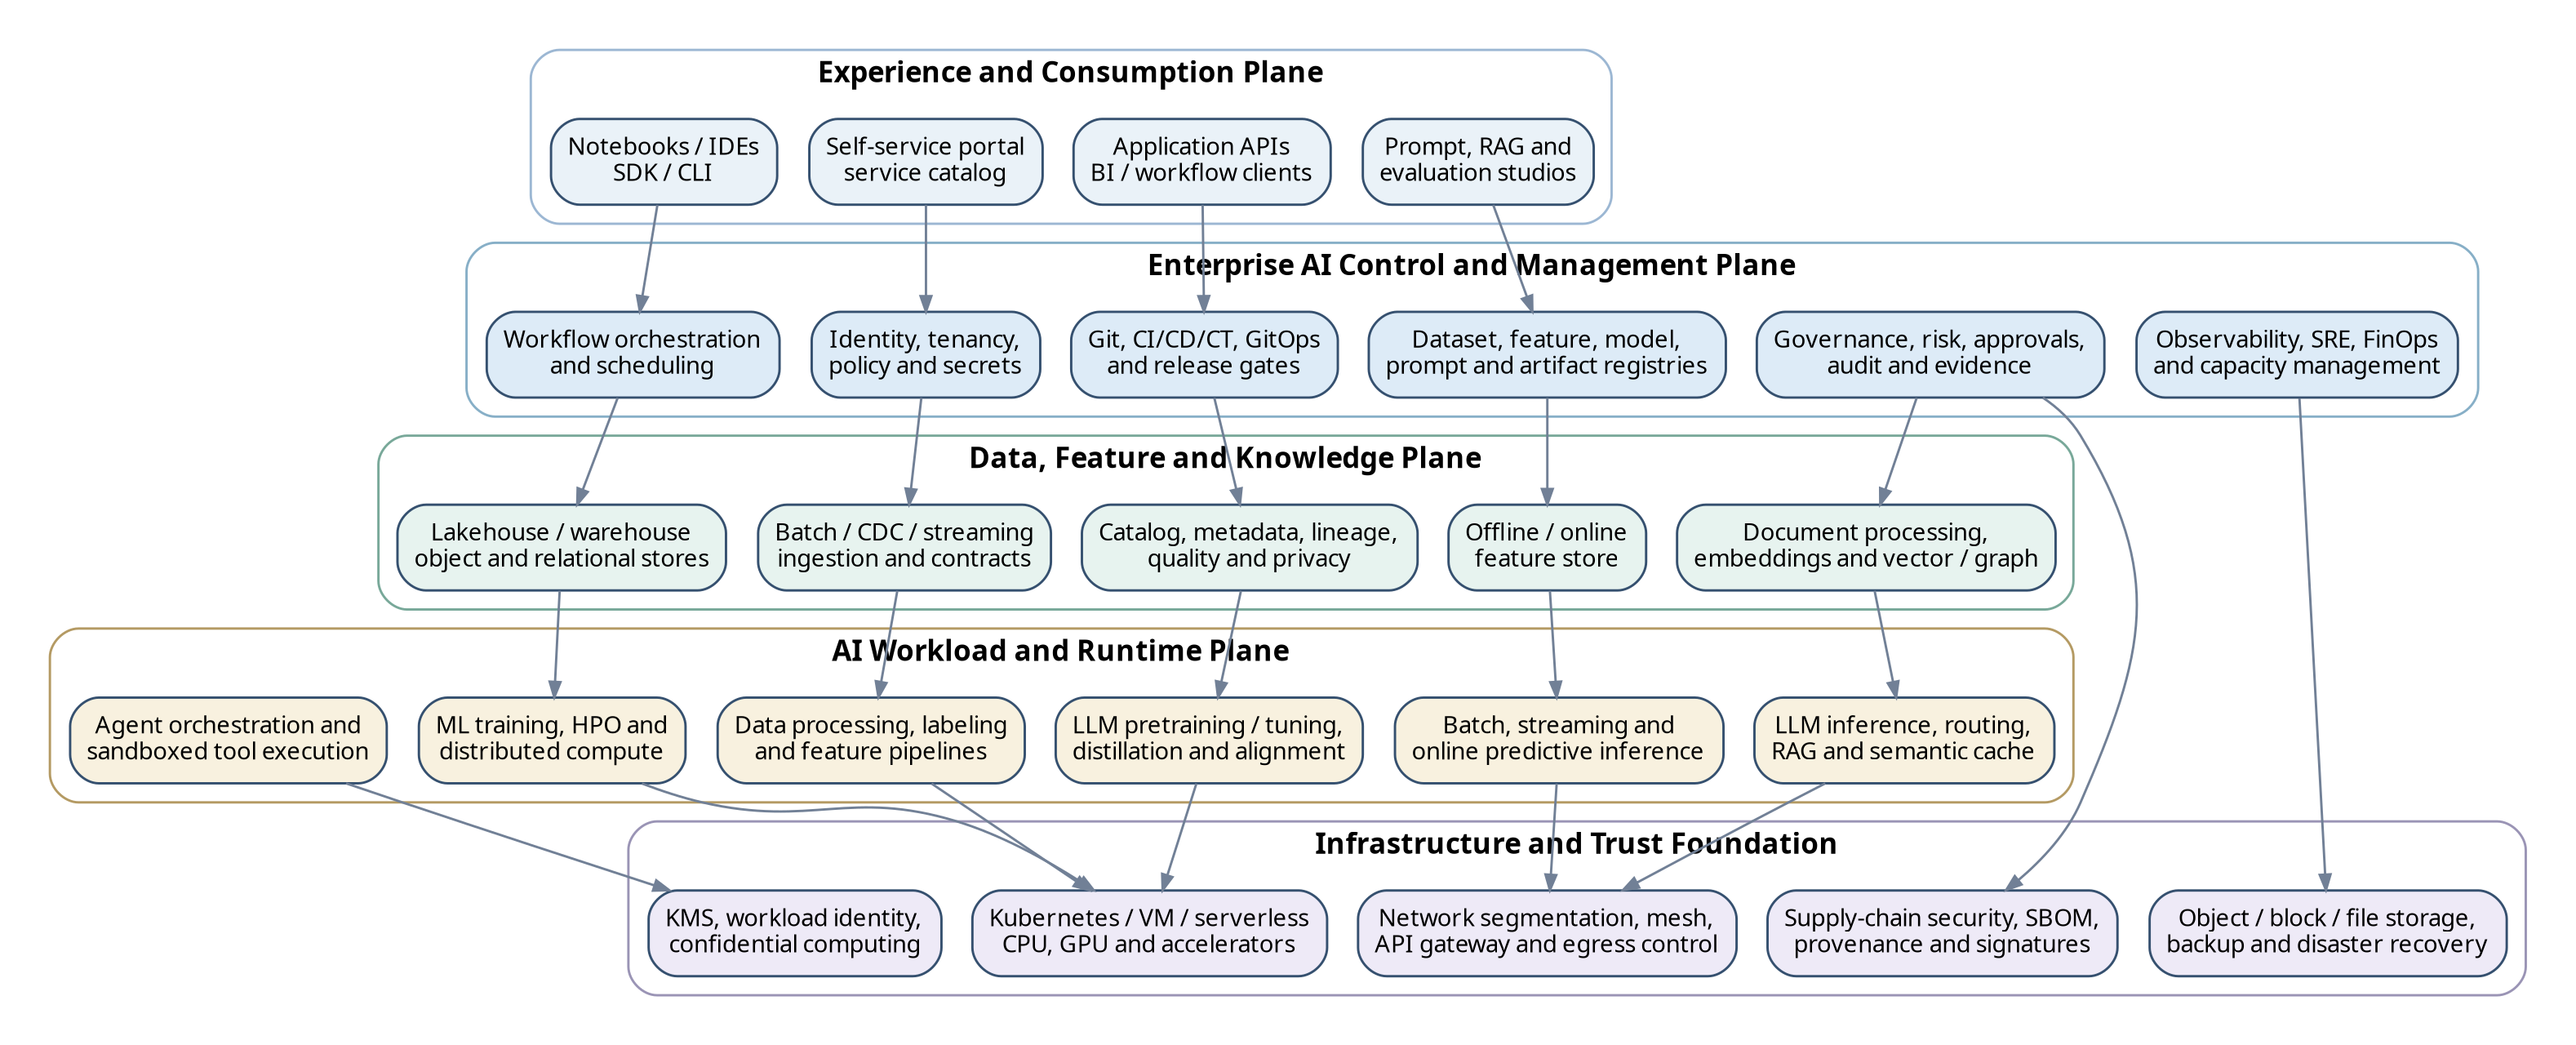 Experience and Consumption Plane
Notebooks / IDEs
SDK / CLI
Self-service portal
service catalog
Application APIs
BI / workflow clients
Prompt, RAG and
evaluation studios
Enterprise AI Control and Management Plane
Workflow orchestration
and scheduling
Identity, tenancy,
policy and secrets
Git, CI/CD/CT, GitOps
and release gates
Dataset, feature, model,
prompt and artifact registries
Governance, risk, approvals,
audit and evidence
Observability, SRE, FinOps
and capacity management
Data, Feature and Knowledge Plane
Lakehouse / warehouse
object and relational stores
Batch / CDC / streaming
ingestion and contracts
Catalog, metadata, lineage,
quality and privacy
Offline / online
feature store
Document processing,
embeddings and vector / graph
AI Workload and Runtime Plane
Agent orchestration and
sandboxed tool execution
ML training, HPO and
distributed compute
Data processing, labeling
and feature pipelines
LLM pretraining / tuning,
distillation and alignment
Batch, streaming and
online predictive inference
LLM inference, routing,
RAG and semantic cache
Infrastructure and Trust Foundation
KMS, workload identity,
confidential computing
Kubernetes / VM / serverless
CPU, GPU and accelerators
Network segmentation, mesh,
API gateway and egress control
Supply-chain security, SBOM,
provenance and signatures
Object / block / file storage,
backup and disaster recovery